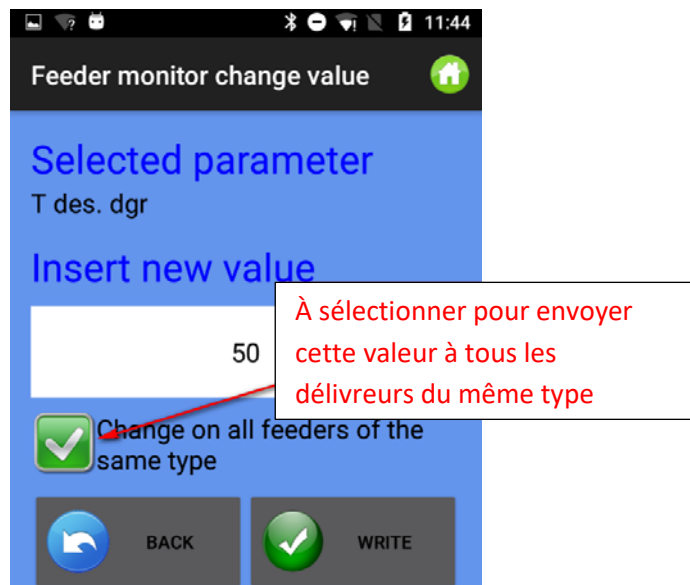 11:44
Feeder monitor change value
Selected parameter
T des. dgr
Insert new value
50
À sélectionner pour envoyer
cette valeur à tous les
délivreurs du même type
Change on all feeders of the
same type
BACK
WRITE